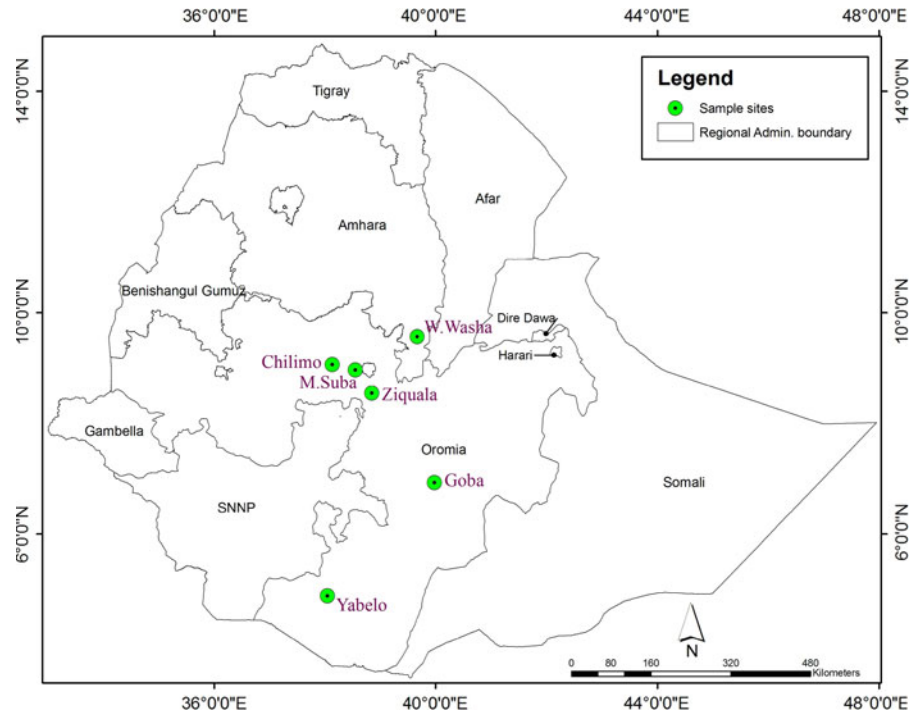 36°0'0"E 40°0'0"E 44°0'0"E 48°0'0"E
14°0'0"N
14°0'0"N
Legend
Sample sites
Regional Admin. boundary
Tigray
Afar
Amhara
Benishangul Gumuz
10°0'0"N
10°0'0"N
Dire Dawa
W.Washa
Harari
Chilimo
M.Suba
Ziquala
Gambella
Oromia
Goba
Somali
SNNP
6°0'0"N
6°0'0"N
Yabelo
N
0 80 160 320 480
Kilometers
36°0'0"E 40°0'0"E 44°0'0"E 48°0'0"E